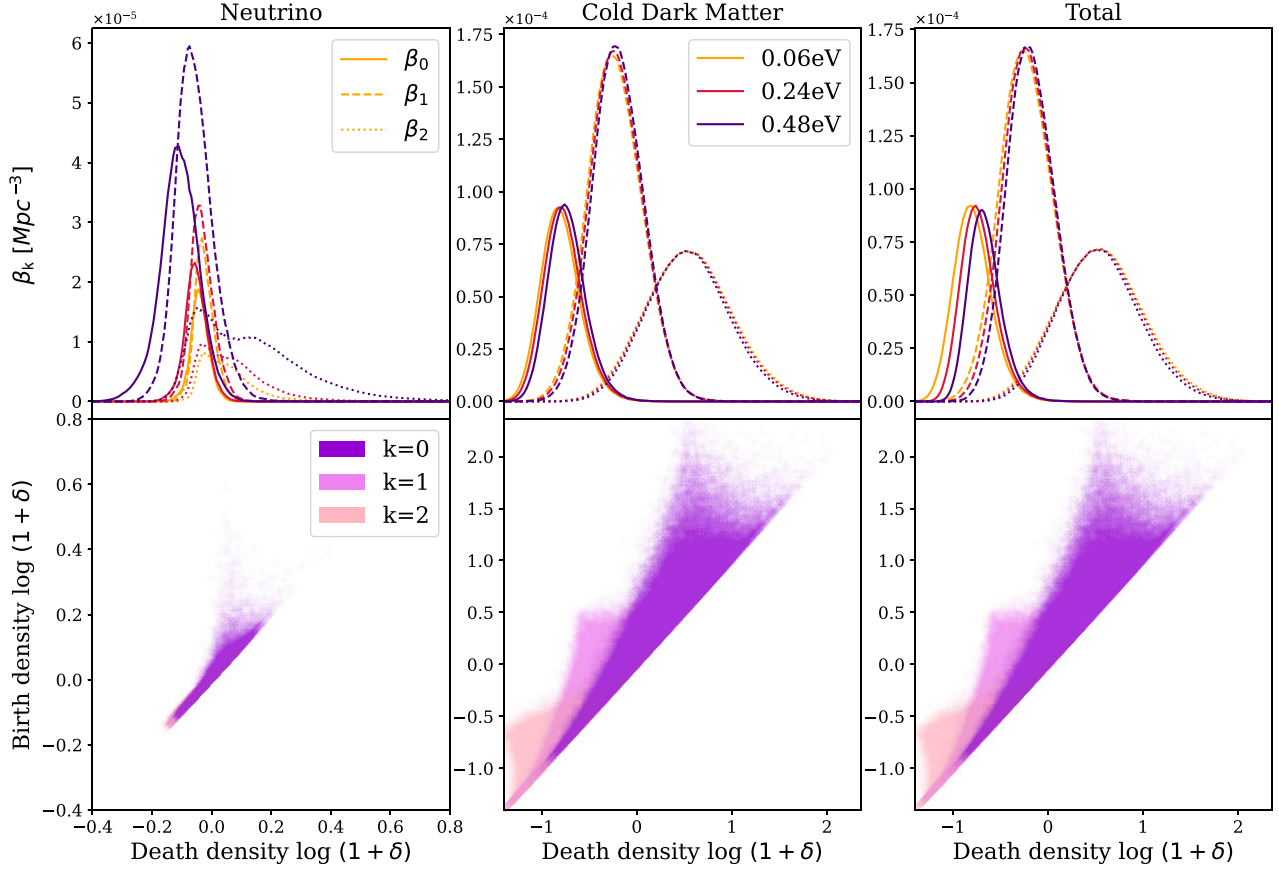 Neutrino
Cold Dark Matter
Total
×10⁻⁵
×10⁻⁴
×10⁻⁴
6
5
4
3
2
1
0
β₀
β₁
β₂
1.75
1.50
1.25
1.00
0.75
0.50
0.25
0.00
0.06eV
0.24eV
0.48eV
1.75
1.50
1.25
1.00
0.75
0.50
0.25
0.00
βₖ [Mpc⁻³]
0.8
0.6
0.4
0.2
0.0
−0.2
−0.4
k=0
k=1
k=2
2.0
1.5
1.0
0.5
0.0
−0.5
−1.0
2.0
1.5
1.0
0.5
0.0
−0.5
−1.0
Birth density log (1 + δ)
−0.4 −0.2 0.0 0.2 0.4 0.6 0.8
−1 0 1 2
−1 0 1 2
Death density log (1 + δ)
Death density log (1 + δ)
Death density log (1 + δ)